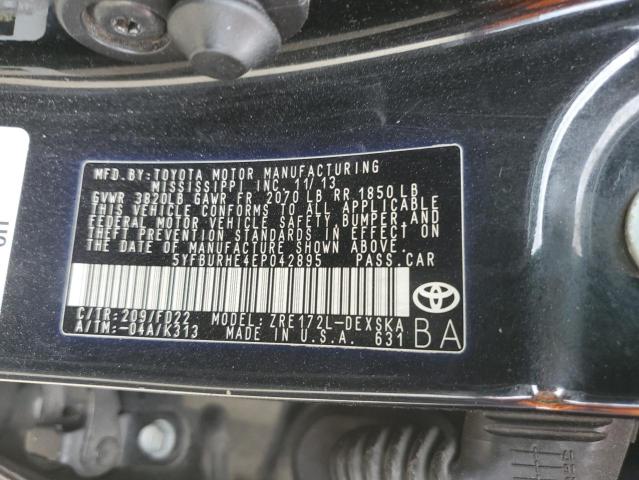 MFD.BY:TOYOTA MOTOR MANUFACTURING
MISSISSIPPI INC. 11/13
GVWR 3820LB GAWR FR 2070 LB RR 1850 LB
THIS VEHICLE CONFORMS TO ALL APPLICABLE
FEDERAL MOTOR VEHICLE SAFETY, BUMPER, AND
THEFT PREVENTION STANDARDS IN EFFECT ON
THE DATE OF MANUFACTURE SHOWN ABOVE.
5YFBURHE4EP042895 PASS.CAR
C/TR:209/FD22 MODEL: ZRE172L-DEXSKA
A/TM:-04A/K313 MADE IN U.S.A. 631
BA